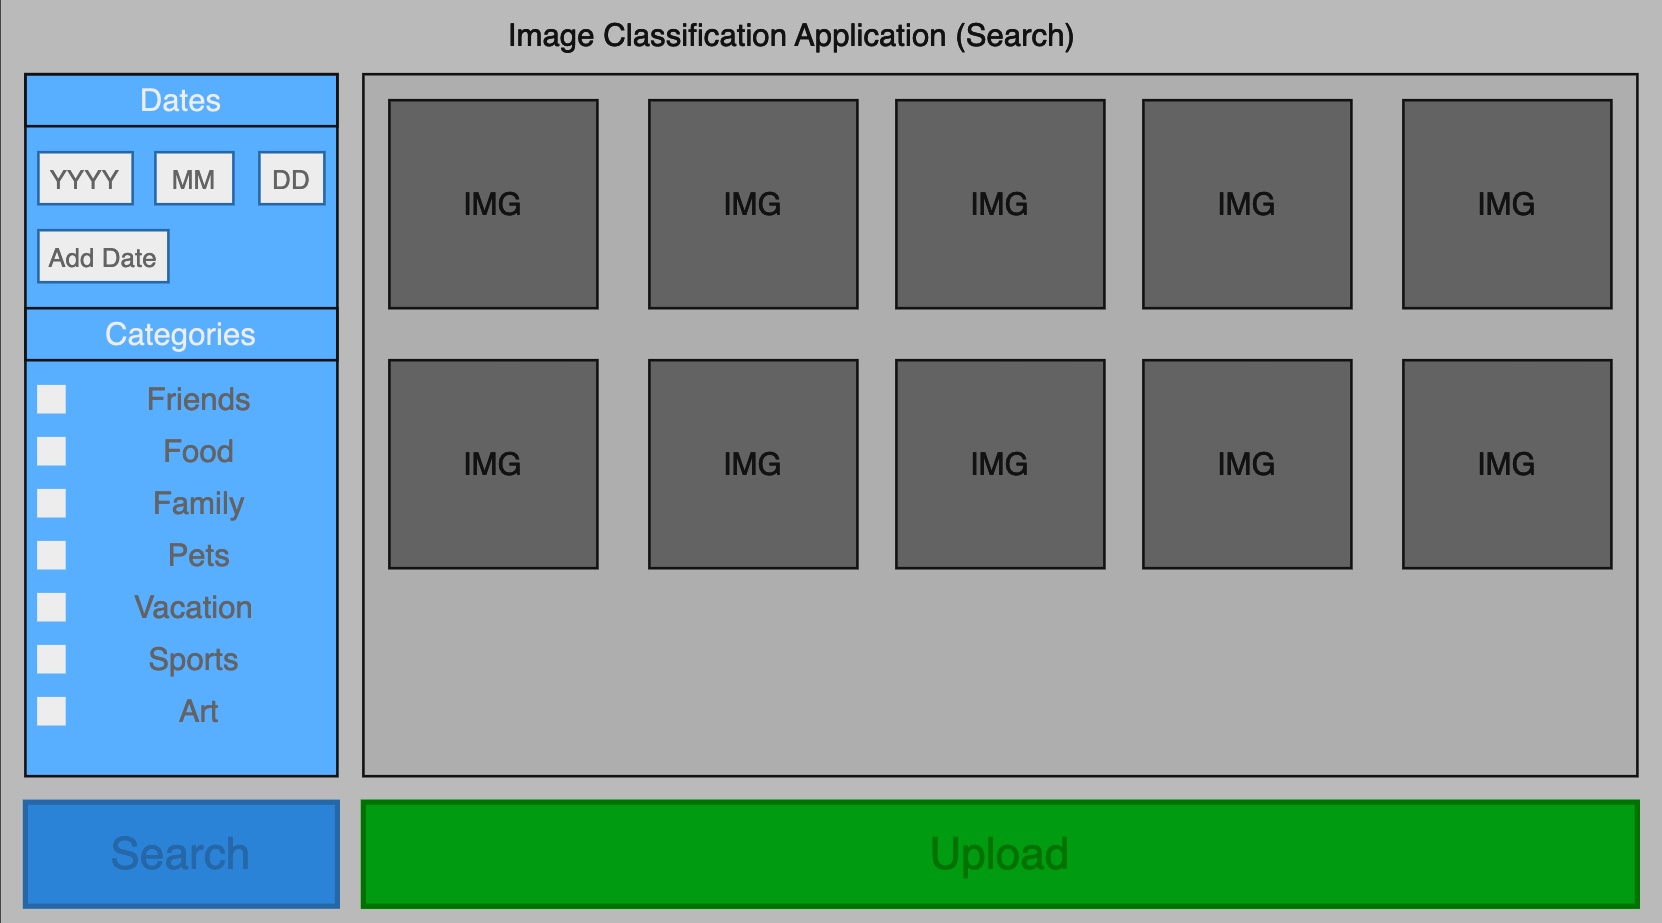 Image Classification Application (Search)
Dates
YYYY MM DD
Add Date
Categories
Friends
Food
Family
Pets
Vacation
Sports
Art
IMG IMG IMG IMG IMG
IMG IMG IMG IMG IMG
Search
Upload